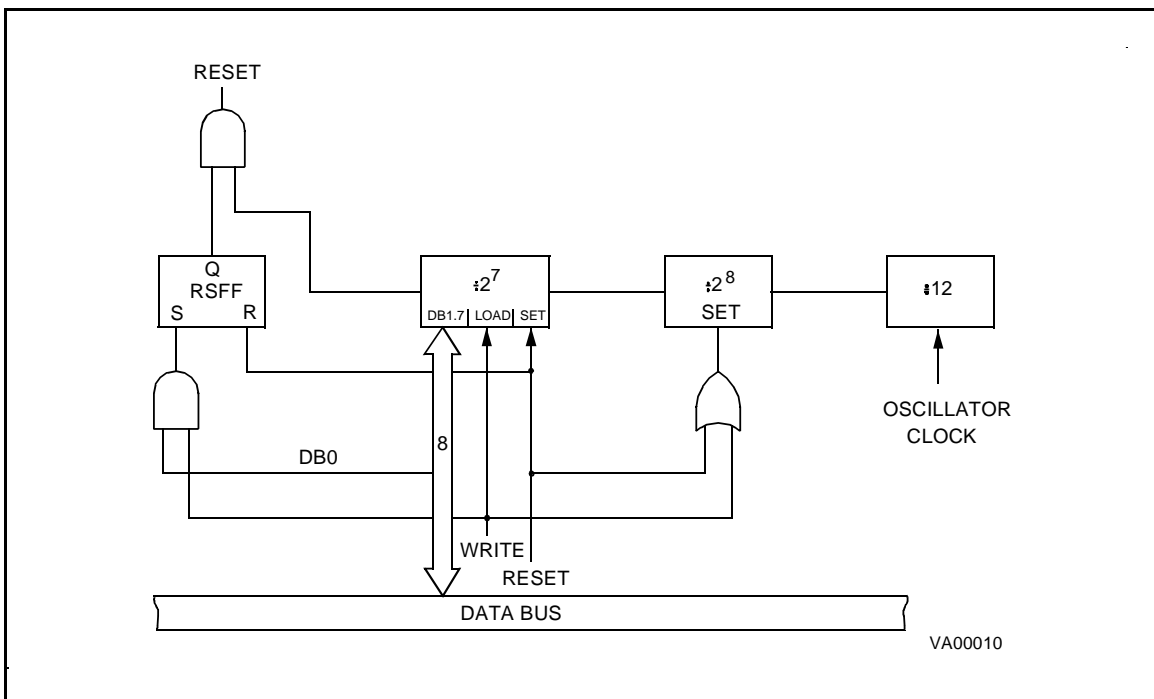 RESET
Q
RSFF
S R
÷2⁷
DB1.7 LOAD SET
÷2⁸
SET
÷12
OSCILLATOR
CLOCK
DB0
8
WRITE
RESET
DATA BUS
VA00010